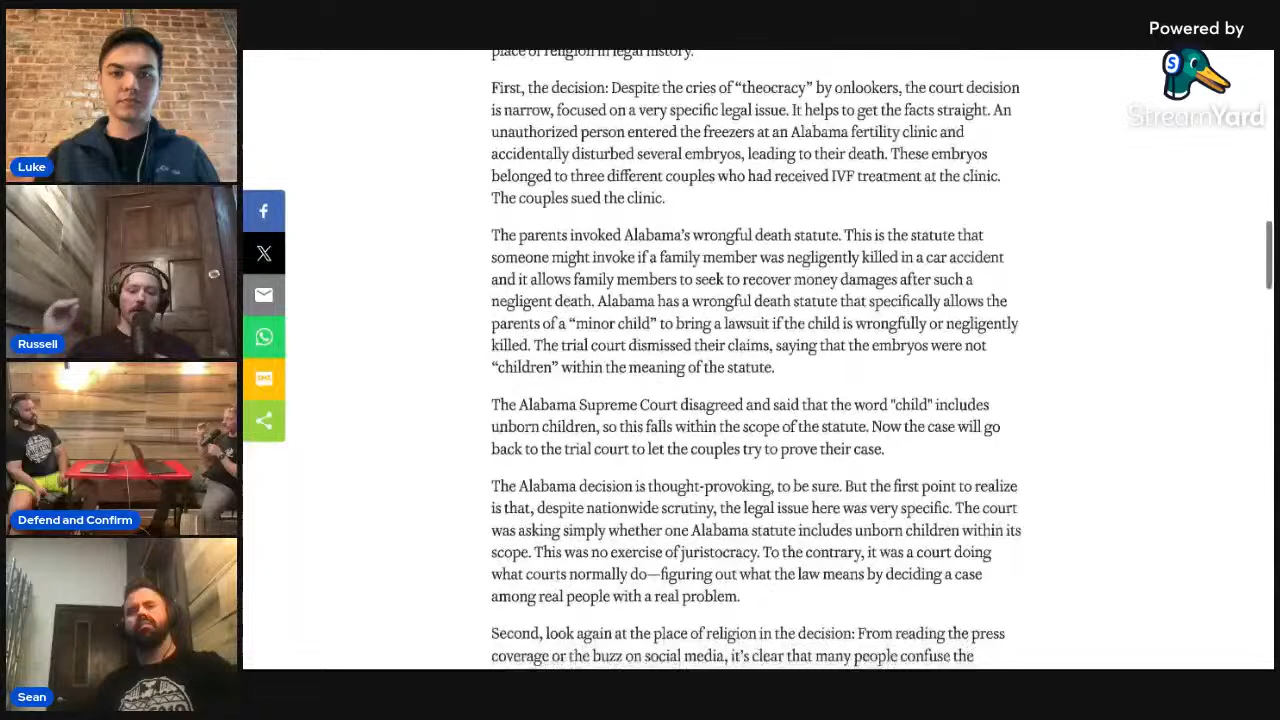 Powered by
StreamYard
Luke
Russell
Defend and Confirm
Sean
place of religion in legal history.
First, the decision: Despite the cries of “theocracy” by onlookers, the court decision
is narrow, focused on a very specific legal issue. It helps to get the facts straight. An
unauthorized person entered the freezers at an Alabama fertility clinic and
accidentally disturbed several embryos, leading to their death. These embryos
belonged to three different couples who had received IVF treatment at the clinic.
The couples sued the clinic.
The parents invoked Alabama’s wrongful death statute. This is the statute that
someone might invoke if a family member was negligently killed in a car accident
and it allows family members to seek to recover money damages after such a
negligent death. Alabama has a wrongful death statute that specifically allows the
parents of a “minor child” to bring a lawsuit if the child is wrongfully or negligently
killed. The trial court dismissed their claims, saying that the embryos were not
“children” within the meaning of the statute.
The Alabama Supreme Court disagreed and said that the word "child" includes
unborn children, so this falls within the scope of the statute. Now the case will go
back to the trial court to let the couples try to prove their case.
The Alabama decision is thought-provoking, to be sure. But the first point to realize
is that, despite nationwide scrutiny, the legal issue here was very specific. The court
was asking simply whether one Alabama statute includes unborn children within its
scope. This was no exercise of juristocracy. To the contrary, it was a court doing
what courts normally do—figuring out what the law means by deciding a case
among real people with a real problem.
Second, look again at the place of religion in the decision: From reading the press
coverage or the buzz on social media, it’s clear that many people confuse the